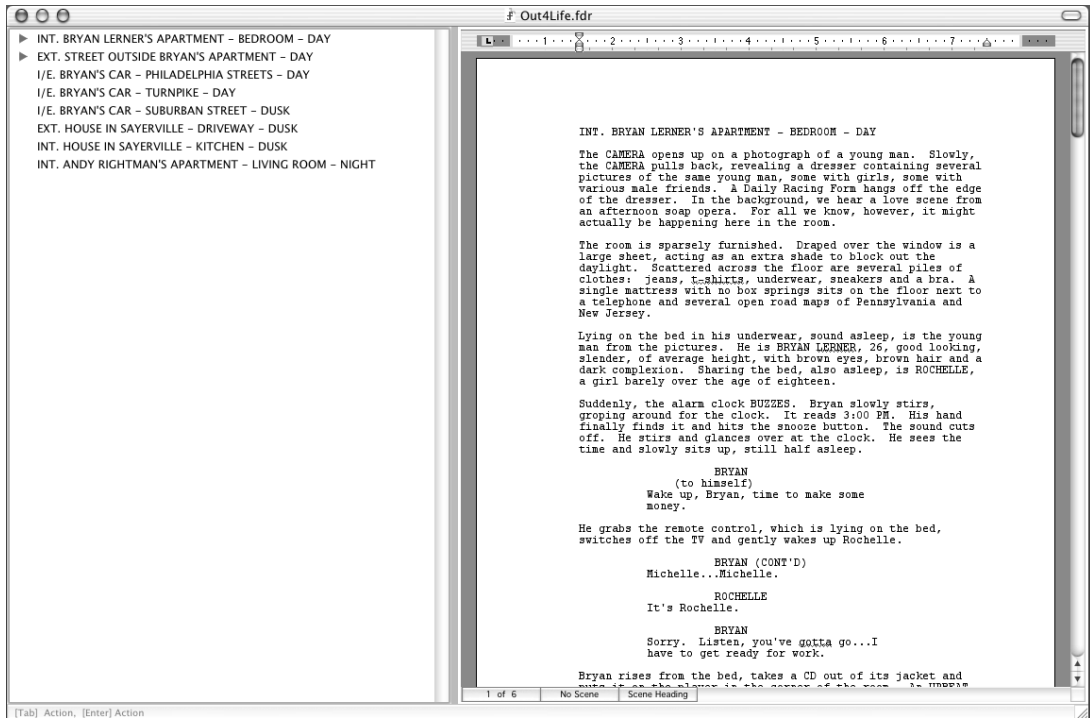 Out4Life.fdr
INT. BRYAN LERNER'S APARTMENT – BEDROOM – DAY
EXT. STREET OUTSIDE BRYAN'S APARTMENT – DAY
I/E. BRYAN'S CAR – PHILADELPHIA STREETS – DAY
I/E. BRYAN'S CAR – TURNPIKE – DAY
I/E. BRYAN'S CAR – SUBURBAN STREET – DUSK
EXT. HOUSE IN SAYERVILLE – DRIVEWAY – DUSK
INT. HOUSE IN SAYERVILLE – KITCHEN – DUSK
INT. ANDY RIGHTMAN'S APARTMENT – LIVING ROOM – NIGHT
L 1 2 3 4 5 6 7
INT. BRYAN LERNER'S APARTMENT - BEDROOM - DAY
The CAMERA opens up on a photograph of a young man.  Slowly,
the CAMERA pulls back, revealing a dresser containing several
pictures of the same young man, some with girls, some with
various male friends.  A Daily Racing Form hangs off the edge
of the dresser.  In the background, we hear a love scene from
an afternoon soap opera.  For all we know, however, it might
actually be happening here in the room.
The room is sparsely furnished.  Draped over the window is a
large sheet, acting as an extra shade to block out the
daylight.  Scattered across the floor are several piles of
clothes:  jeans, t-shirts, underwear, sneakers and a bra.  A
single mattress with no box springs sits on the floor next to
a telephone and several open road maps of Pennsylvania and
New Jersey.
Lying on the bed in his underwear, sound asleep, is the young
man from the pictures.  He is BRYAN LERNER, 26, good looking,
slender, of average height, with brown eyes, brown hair and a
dark complexion.  Sharing the bed, also asleep, is ROCHELLE,
a girl barely over the age of eighteen.
Suddenly, the alarm clock BUZZES.  Bryan slowly stirs,
groping around for the clock.  It reads 3:00 PM.  His hand
finally finds it and hits the snooze button.  The sound cuts
off.  He stirs and glances over at the clock.  He sees the
time and slowly sits up, still half asleep.
BRYAN
(to himself)
Wake up, Bryan, time to make some
money.
He grabs the remote control, which is lying on the bed,
switches off the TV and gently wakes up Rochelle.
BRYAN (CONT'D)
Michelle...Michelle.
ROCHELLE
It's Rochelle.
BRYAN
Sorry.  Listen, you've gotta go...I
have to get ready for work.
Bryan rises from the bed, takes a CD out of its jacket and
puts it on the player in the corner of the room.  An UPBEAT
1 of 6 No Scene Scene Heading
[Tab] Action, [Enter] Action